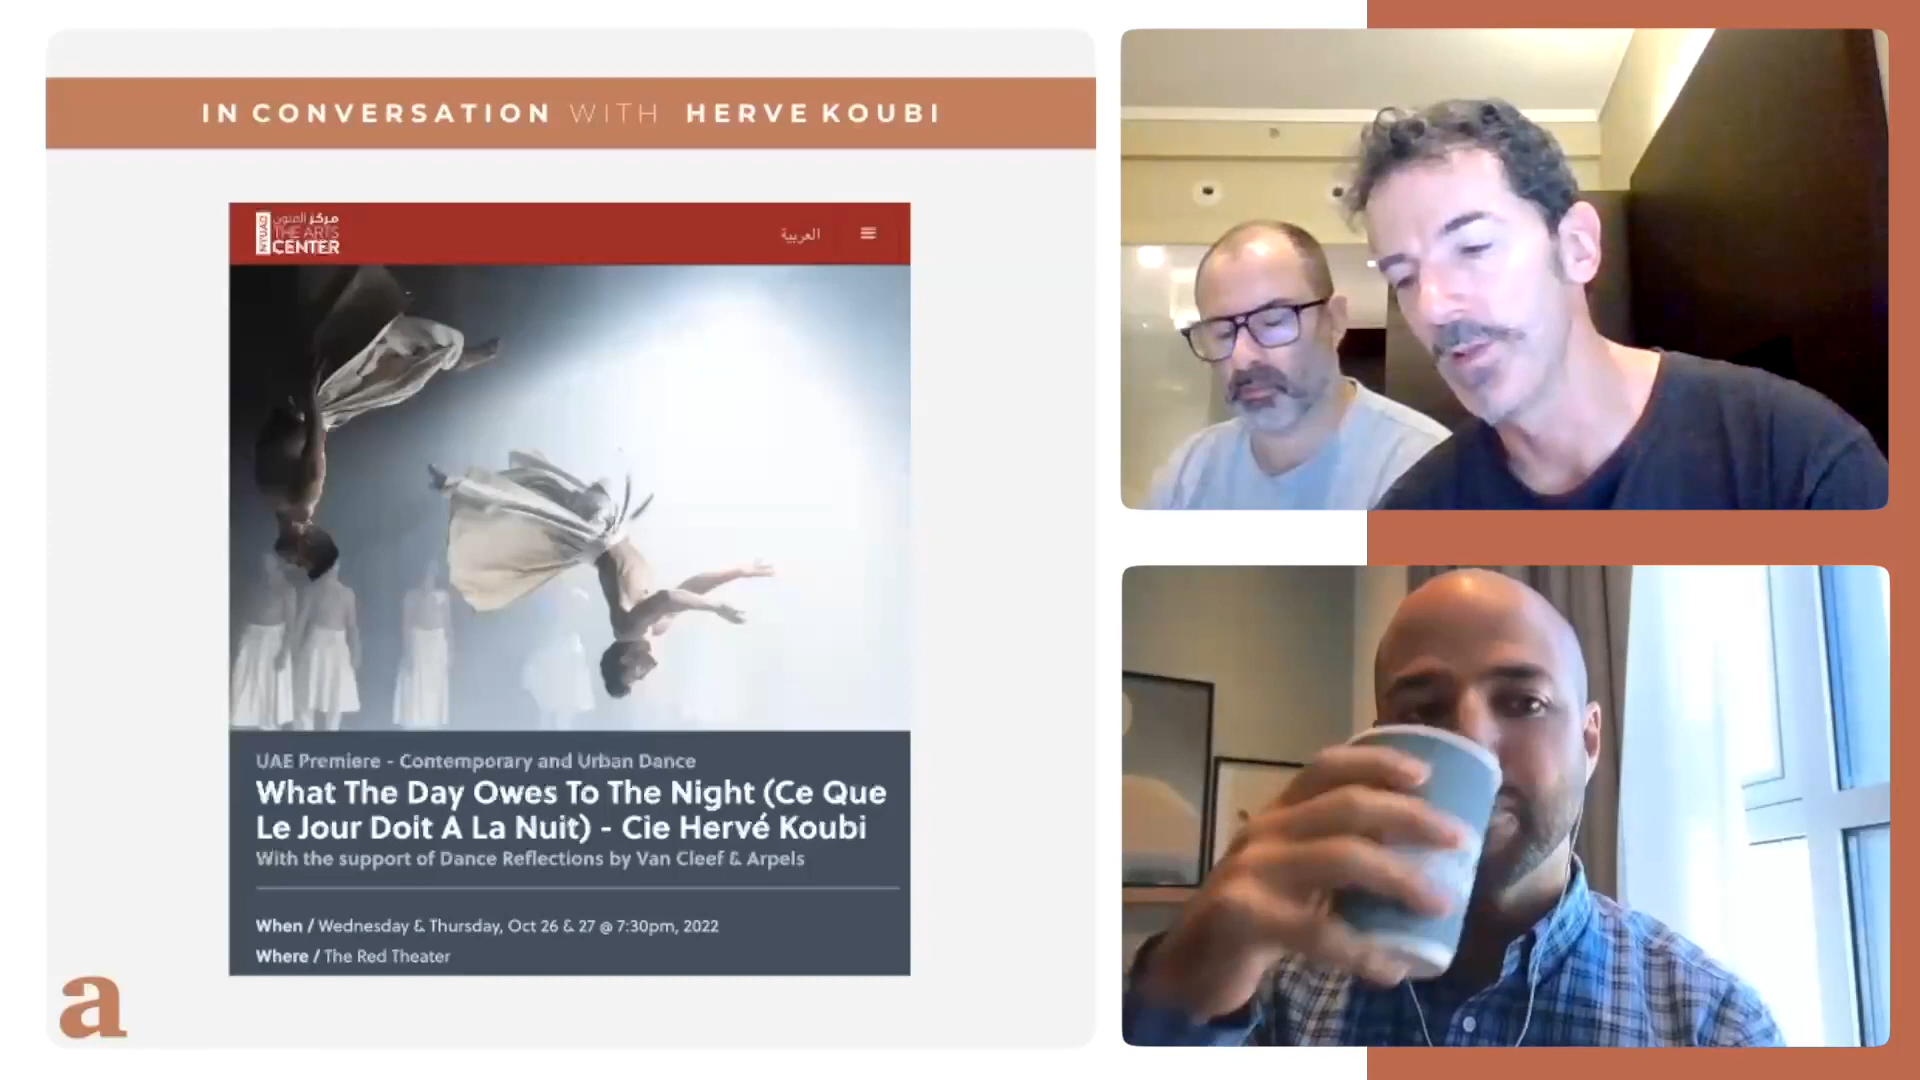 IN CONVERSATION WITH HERVE KOUBI
NYUAD
مركز الفنون
THE ARTS
CENTER
العربية
UAE Premiere - Contemporary and Urban Dance
What The Day Owes To The Night (Ce Que
Le Jour Doit A La Nuit) - Cie Hervé Koubi
With the support of Dance Reflections by Van Cleef & Arpels
When / Wednesday & Thursday, Oct 26 & 27 @ 7:30pm, 2022
Where / The Red Theater
a